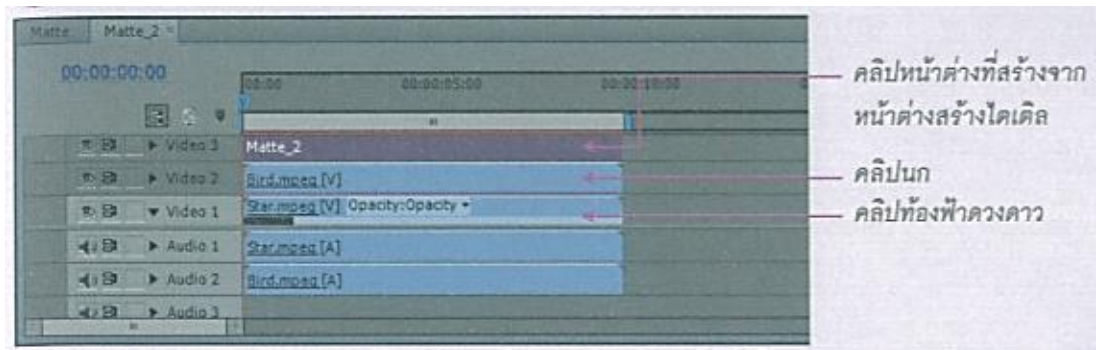 Matte
Matte_2
00:00:00:00
00:00
00:00:05:00
00:00:10:00
คลิปหน้าต่างที่สร้างจาก
หน้าต่างสร้างไตเติล
Video 3
Matte_2
Video 2
Bird.mpeg [V]
คลิปนก
Video 1
Star.mpeg [V] Opacity:Opacity
คลิปท้องฟ้าดวงดาว
Audio 1
Star.mpeg [A]
Audio 2
Bird.mpeg [A]
Audio 3